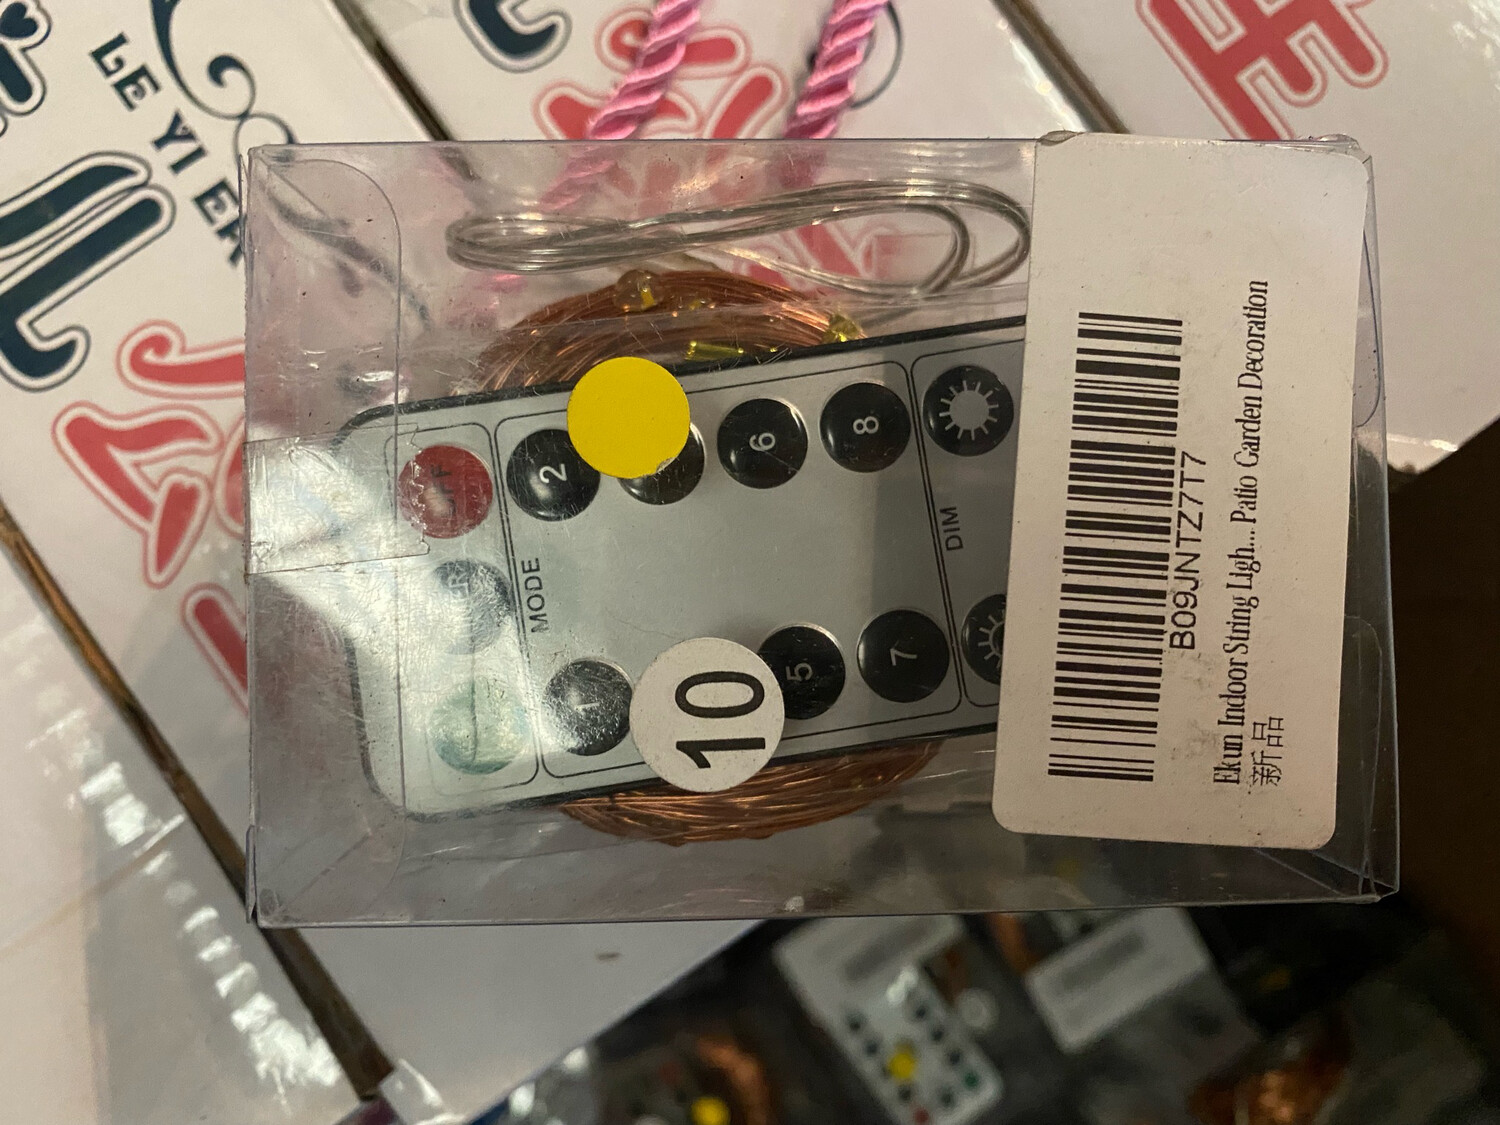 LE YI ER
OFF
2
6
8
MODE
DIM
1
5
7
10
B09JNTZ7T7
Ekun Indoor String Ligh... Patio Garden Decoration
新品